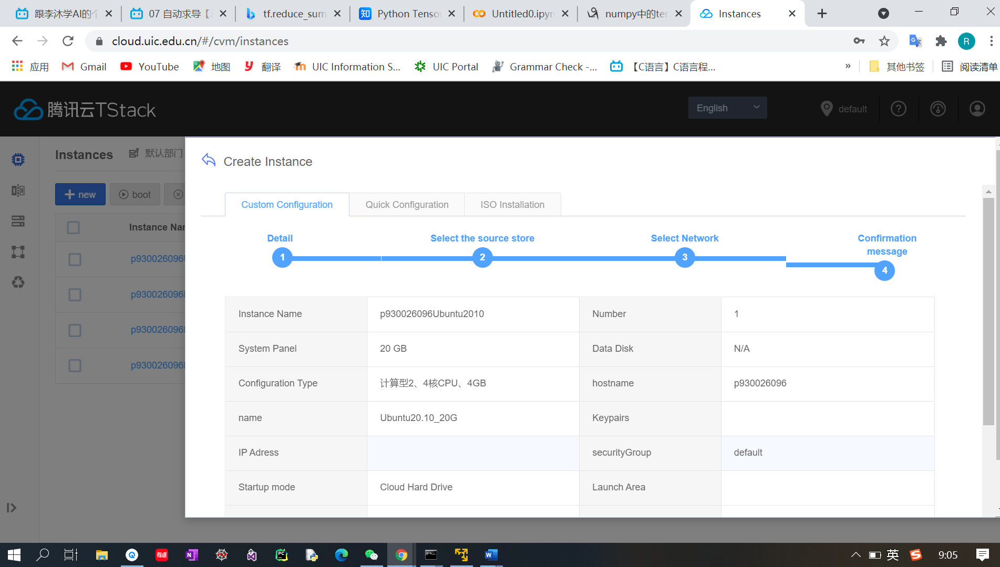 跟李沐学AI的个
07 自动求导【
tf.reduce_sum
知 Python Tenso
Untitled0.ipyn
numpy中的ter
Instances
cloud.uic.edu.cn/#/cvm/instances
R
应用
Gmail
YouTube
地图
翻译
UIC Information S...
UIC Portal
Grammar Check -...
【C语言】C语言程...
»
其他书签
阅读清单
腾讯云TStack
English
default
Instances
默认部门
new
boot
Instance Nar
p930026096
p930026096
p930026096
p930026096
Create Instance
Custom Configuration
Quick Configuration
ISO Installation
Detail
Select the source store
Select Network
Confirmation
message
1
2
3
4
Instance Name
p930026096Ubuntu2010
Number
1
System Panel
20 GB
Data Disk
N/A
Configuration Type
计算型2、4核CPU、4GB
hostname
p930026096
name
Ubuntu20.10_20G
Keypairs
IP Adress
securityGroup
default
Startup mode
Cloud Hard Drive
Launch Area
有道
N
PC
W
英
S
9:05